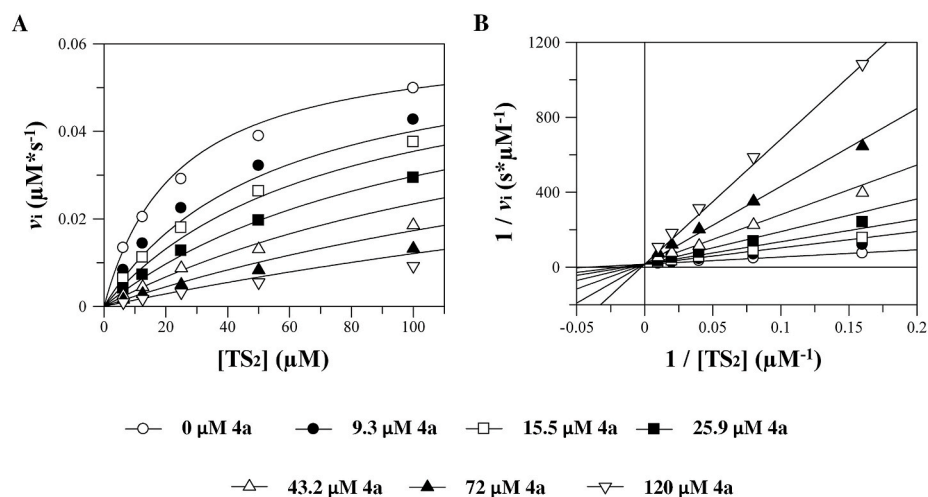 A
B
0.06
0.04
0.02
0
νi (µM*s-1)
0 20 40 60 80 100
[TS2] (µM)
1200
800
400
0
1 / νi (s*µM-1)
-0.05 0 0.05 0.1 0.15 0.2
1 / [TS2] (µM-1)
0 µM 4a 9.3 µM 4a 15.5 µM 4a 25.9 µM 4a
43.2 µM 4a 72 µM 4a 120 µM 4a